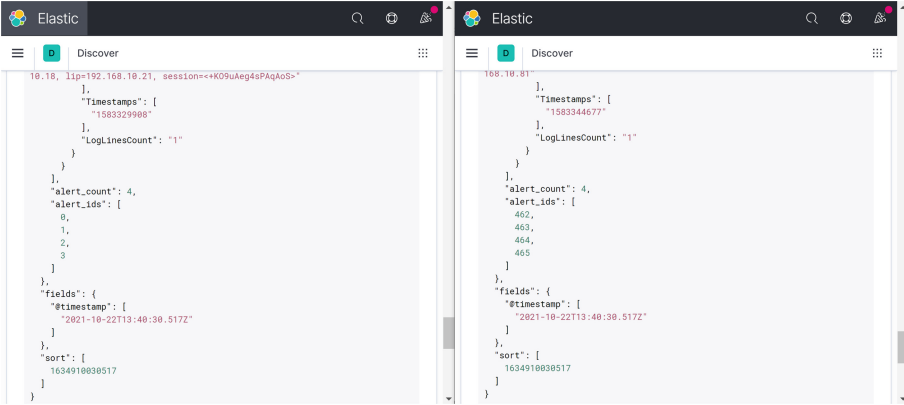 Elastic
D Discover
10.18, lip=192.168.10.21, session=<+KO9uAeg4sPAqAoS>"
],
"Timestamps": [
"1583329908"
],
"LogLinesCount": "1"
}
}
],
"alert_count": 4,
"alert_ids": [
0,
1,
2,
3
]
},
"fields": {
"@timestamp": [
"2021-10-22T13:40:30.517Z"
]
},
"sort": [
1634910030517
]
}
Elastic
D Discover
168.10.81"
],
"Timestamps": [
"1583344677"
],
"LogLinesCount": "1"
}
}
],
"alert_count": 4,
"alert_ids": [
462,
463,
464,
465
]
},
"fields": {
"@timestamp": [
"2021-10-22T13:40:30.517Z"
]
},
"sort": [
1634910030517
]
}